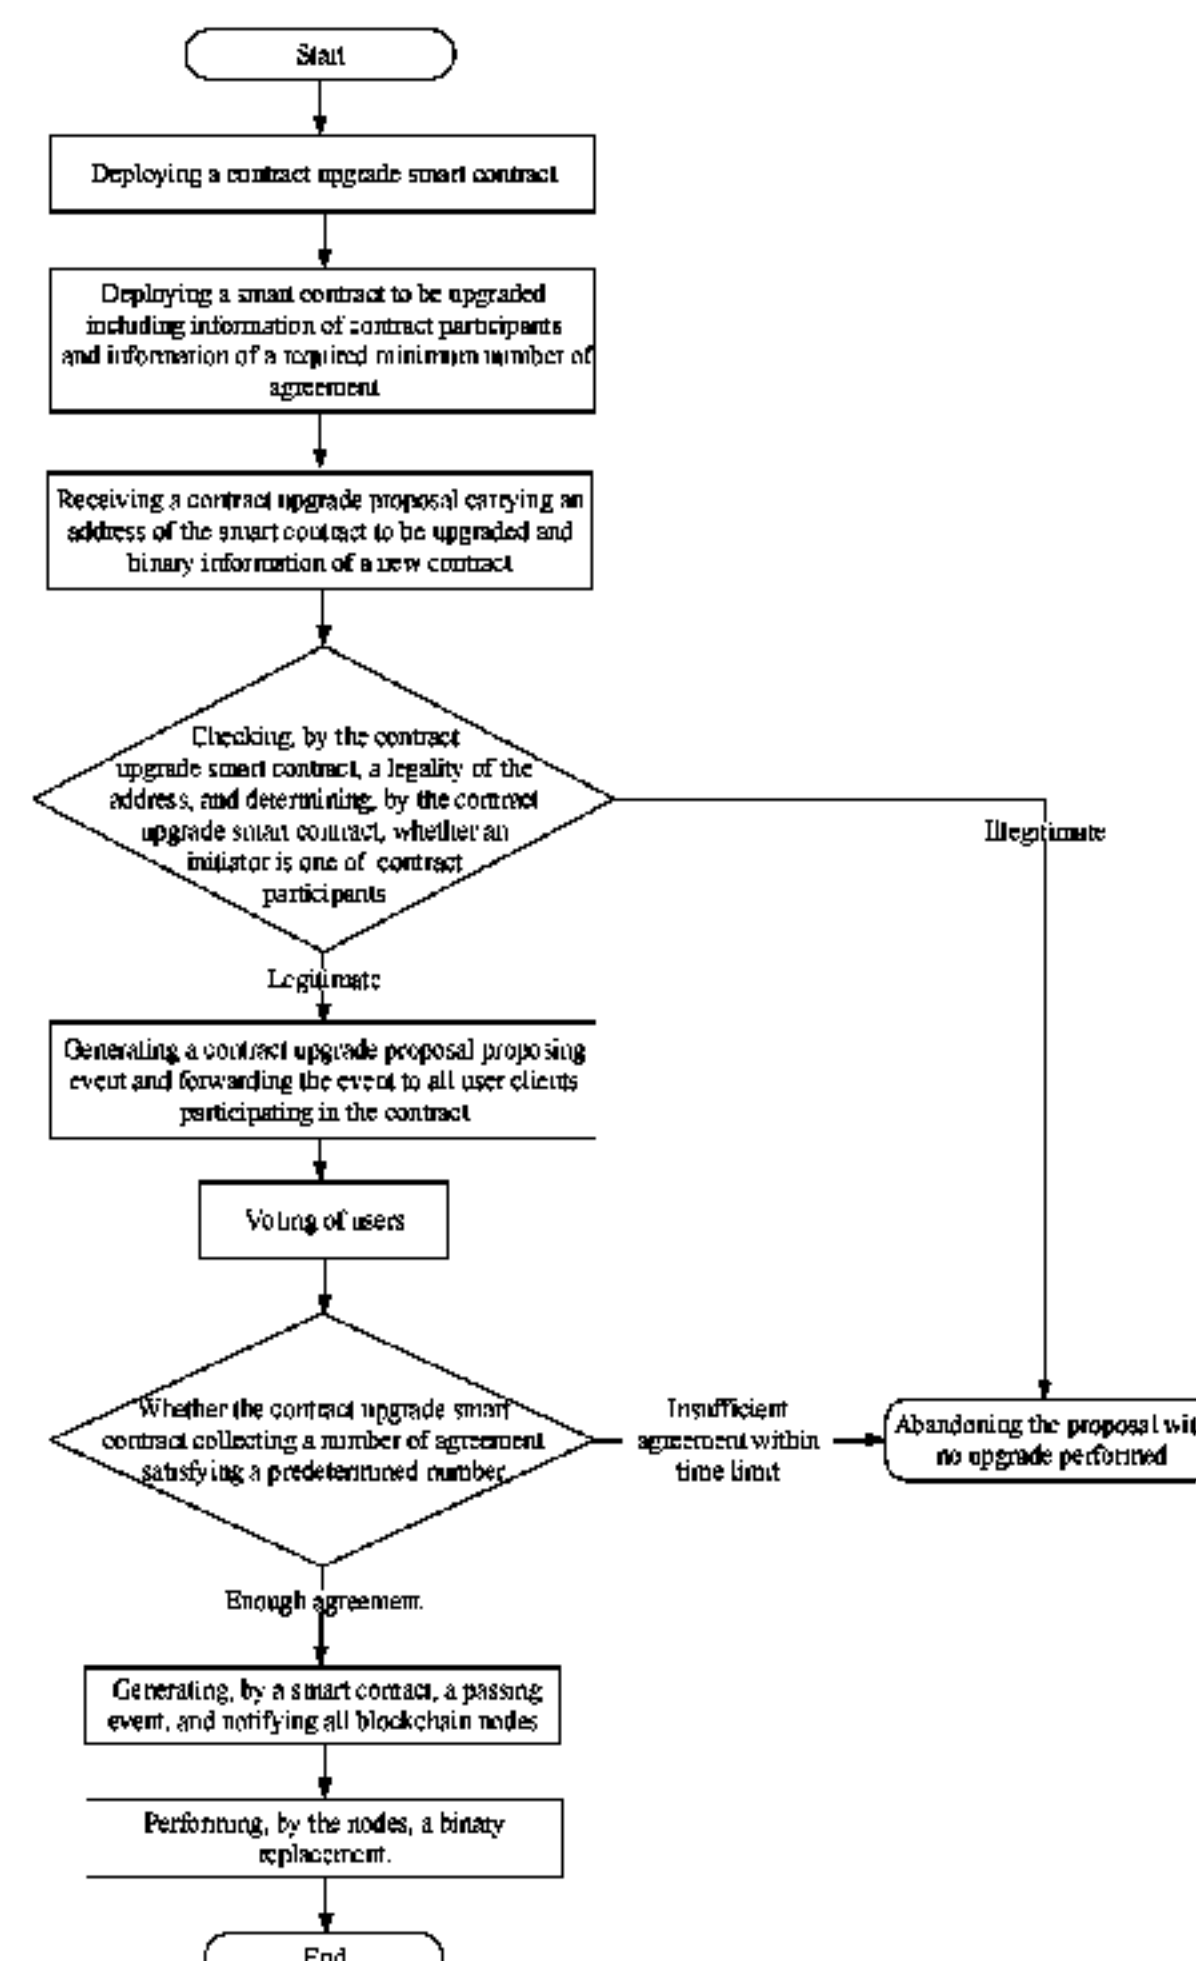 Start
Deploying a contract upgrade smart contract
Deploying a smart contract to be upgraded
including information of contract participants
and information of a required minimum number of
agreement
Receiving a contract upgrade proposal carrying an
address of the smart contract to be upgraded and
binary information of a new contract
Checking, by the contract
upgrade smart contract, a legality of the
address, and determining, by the contract
upgrade smart contract, whether an
initiator is one of contract
participants
Illegitimate
Legitimate
Generating a contract upgrade proposal proposing
event and forwarding the event to all user clients
participating in the contract
Voting of users
Whether the contract upgrade smart
contract collecting a number of agreement
satisfying a predetermined number
Insufficient
agreement within
time limit
Abandoning the proposal wit
no upgrade performed
Enough agreement.
Generating, by a smart contact, a passing
event, and notifying all blockchain nodes
Performing, by the nodes, a binary
replacement.
End